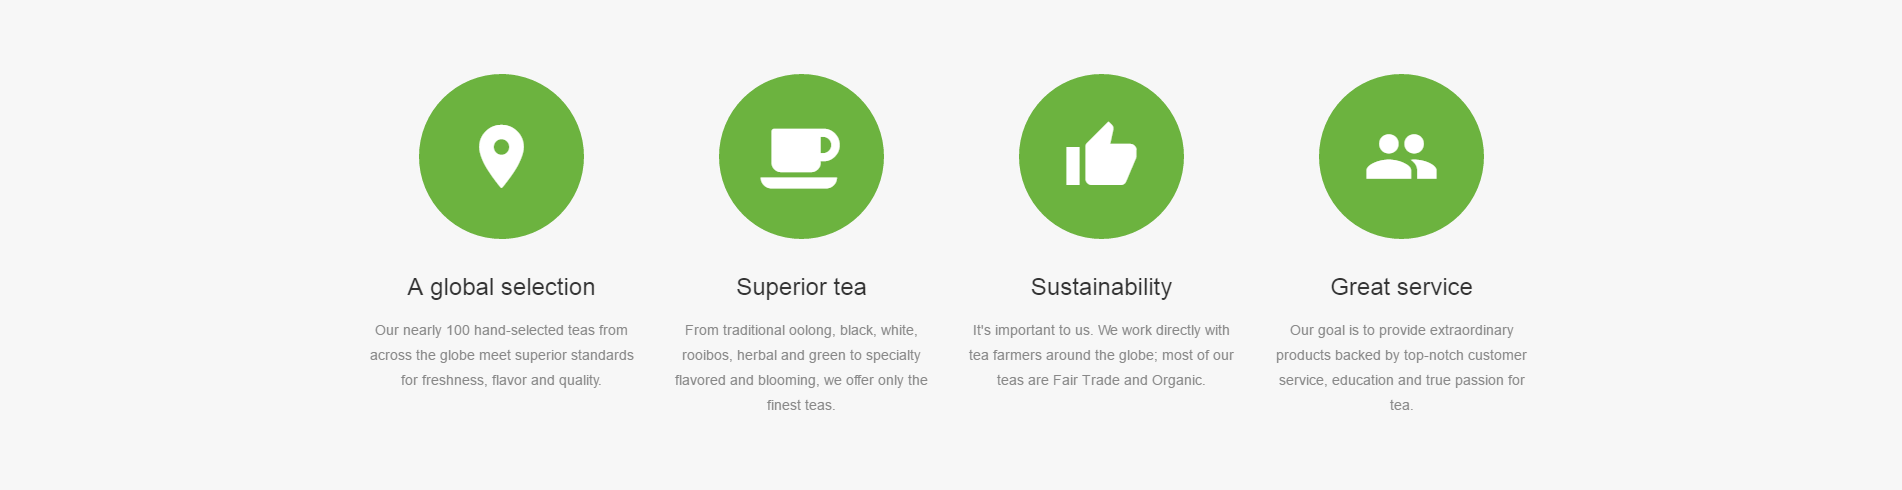 A global selection
Our nearly 100 hand-selected teas from
across the globe meet superior standards
for freshness, flavor and quality.
Superior tea
From traditional oolong, black, white,
rooibos, herbal and green to specialty
flavored and blooming, we offer only the
finest teas.
Sustainability
It's important to us. We work directly with
tea farmers around the globe; most of our
teas are Fair Trade and Organic.
Great service
Our goal is to provide extraordinary
products backed by top-notch customer
service, education and true passion for
tea.